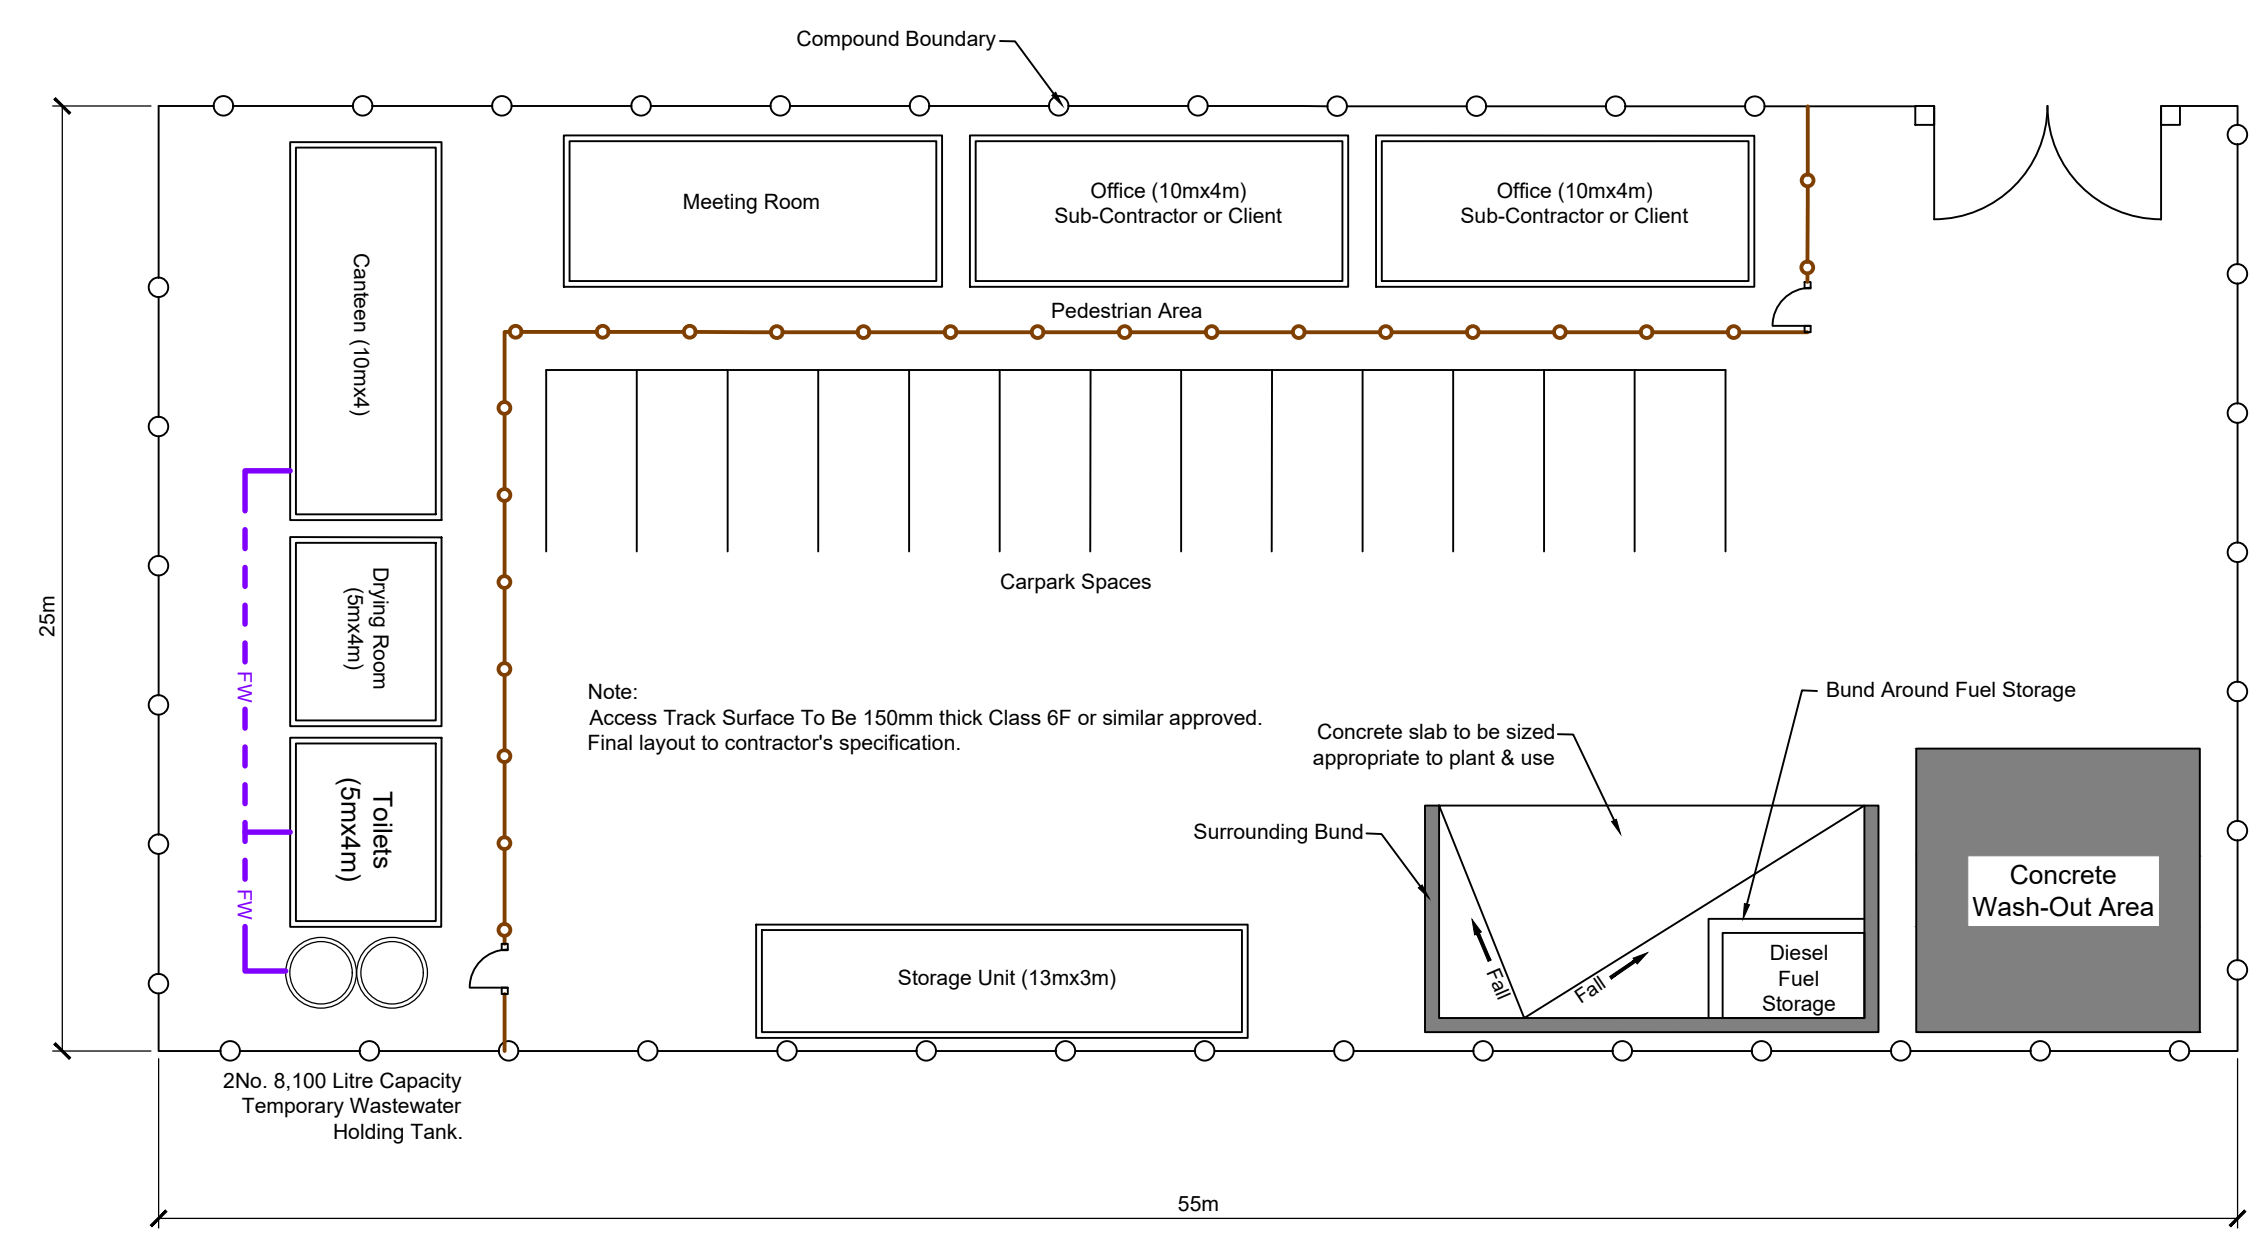 Compound Boundary
Meeting Room
Office (10mx4m)
Sub-Contractor or Client
Office (10mx4m)
Sub-Contractor or Client
Canteen (10mx4)
Pedestrian Area
Carpark Spaces
25m
Drying Room
(5mx4m)
FW
Note:
Access Track Surface To Be 150mm thick Class 6F or similar approved.
Final layout to contractor's specification.
Bund Around Fuel Storage
Concrete slab to be sized
appropriate to plant & use
Surrounding Bund
Toilets
(5mx4m)
FW
Concrete
Wash-Out Area
Storage Unit (13mx3m)
Fall
Fall
Diesel
Fuel
Storage
2No. 8,100 Litre Capacity
Temporary Wastewater
Holding Tank.
55m